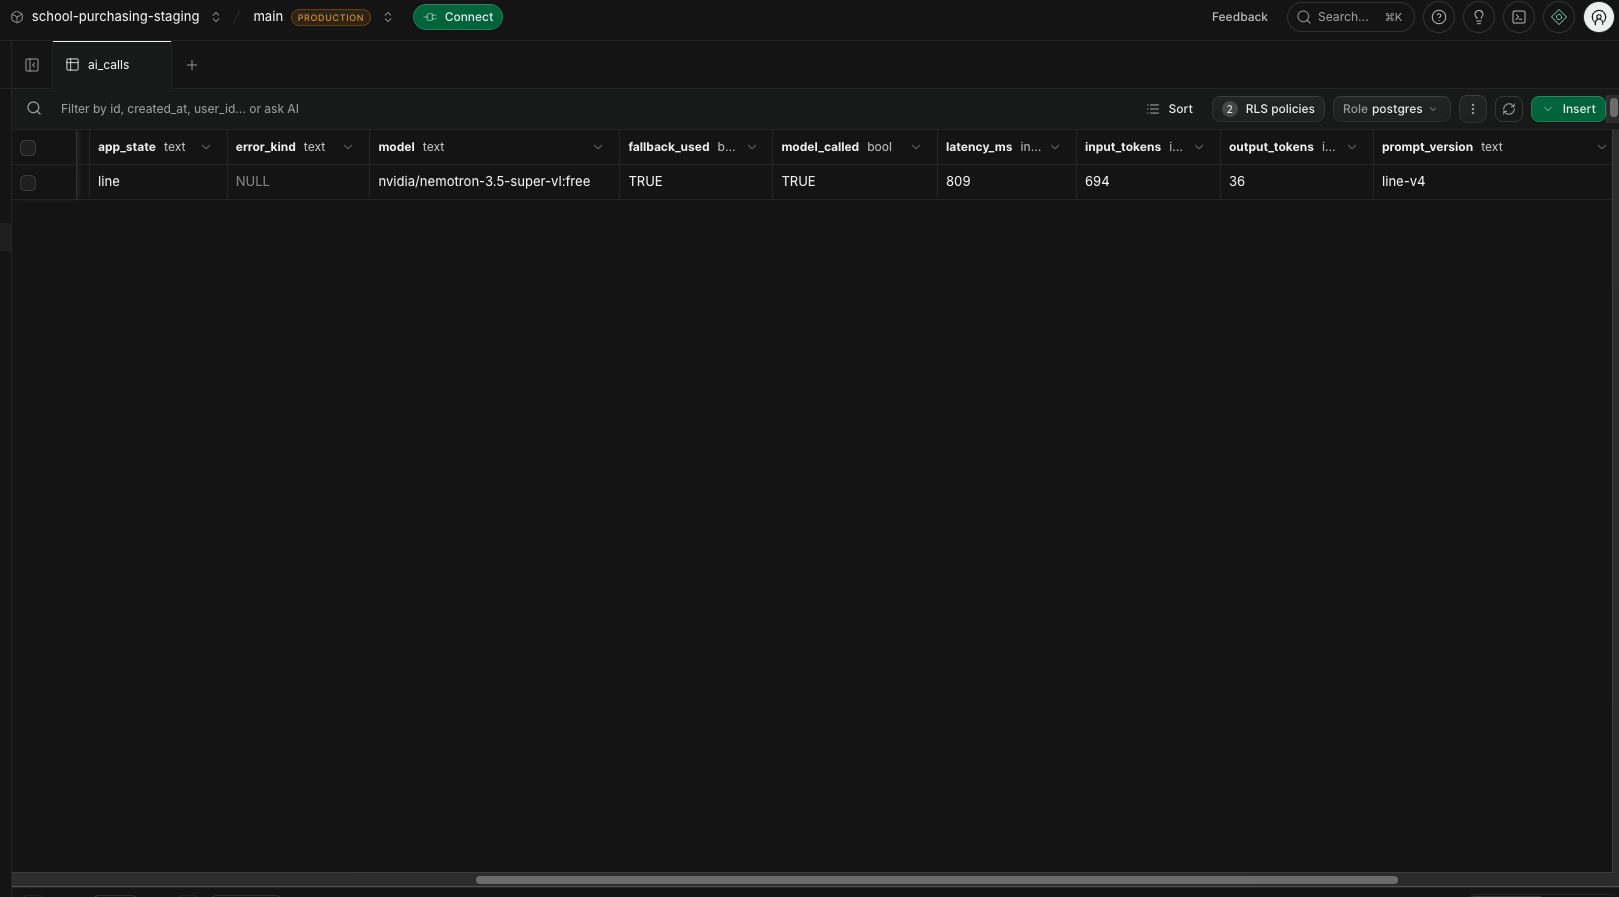 school-purchasing-staging / main PRODUCTION Connect Feedback Search... ⌘K
ai_calls
Filter by id, created_at, user_id... or ask AI Sort 2 RLS policies Role postgres Insert
app_state text error_kind text model text fallback_used b... model_called bool latency_ms in... input_tokens i... output_tokens i... prompt_version text
line NULL nvidia/nemotron-3.5-super-vl:free TRUE TRUE 809 694 36 line-v4